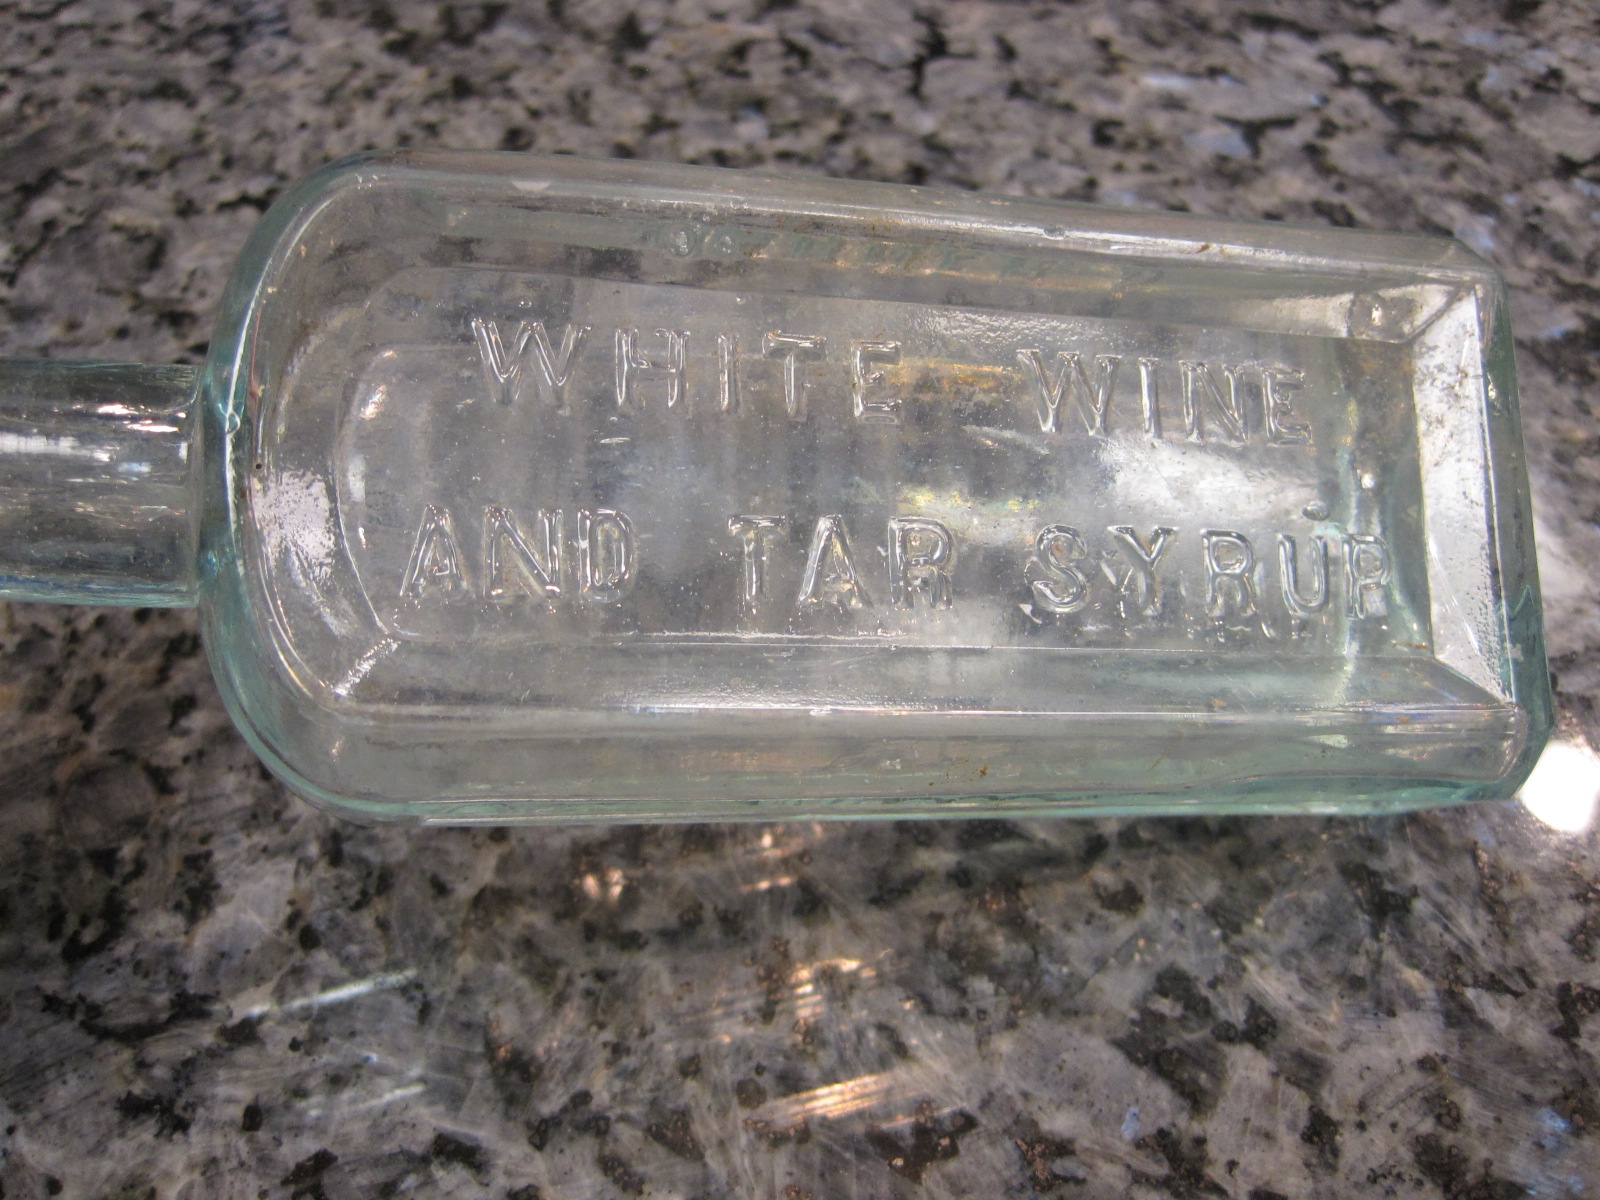 WHITE WINE
AND TAR SYRUP